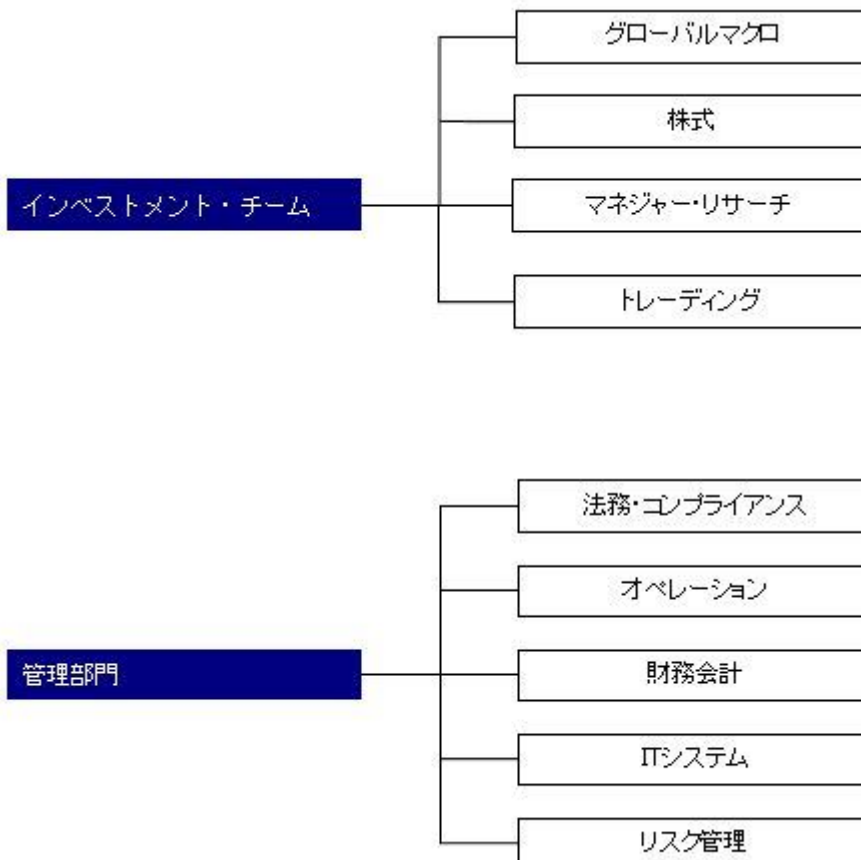 グローバルマクロ
株式
インベストメント・チーム
マネジャー・リサーチ
トレーディング
法務・コンプライアンス
オペレーション
管理部門
財務会計
ITシステム
リスク管理